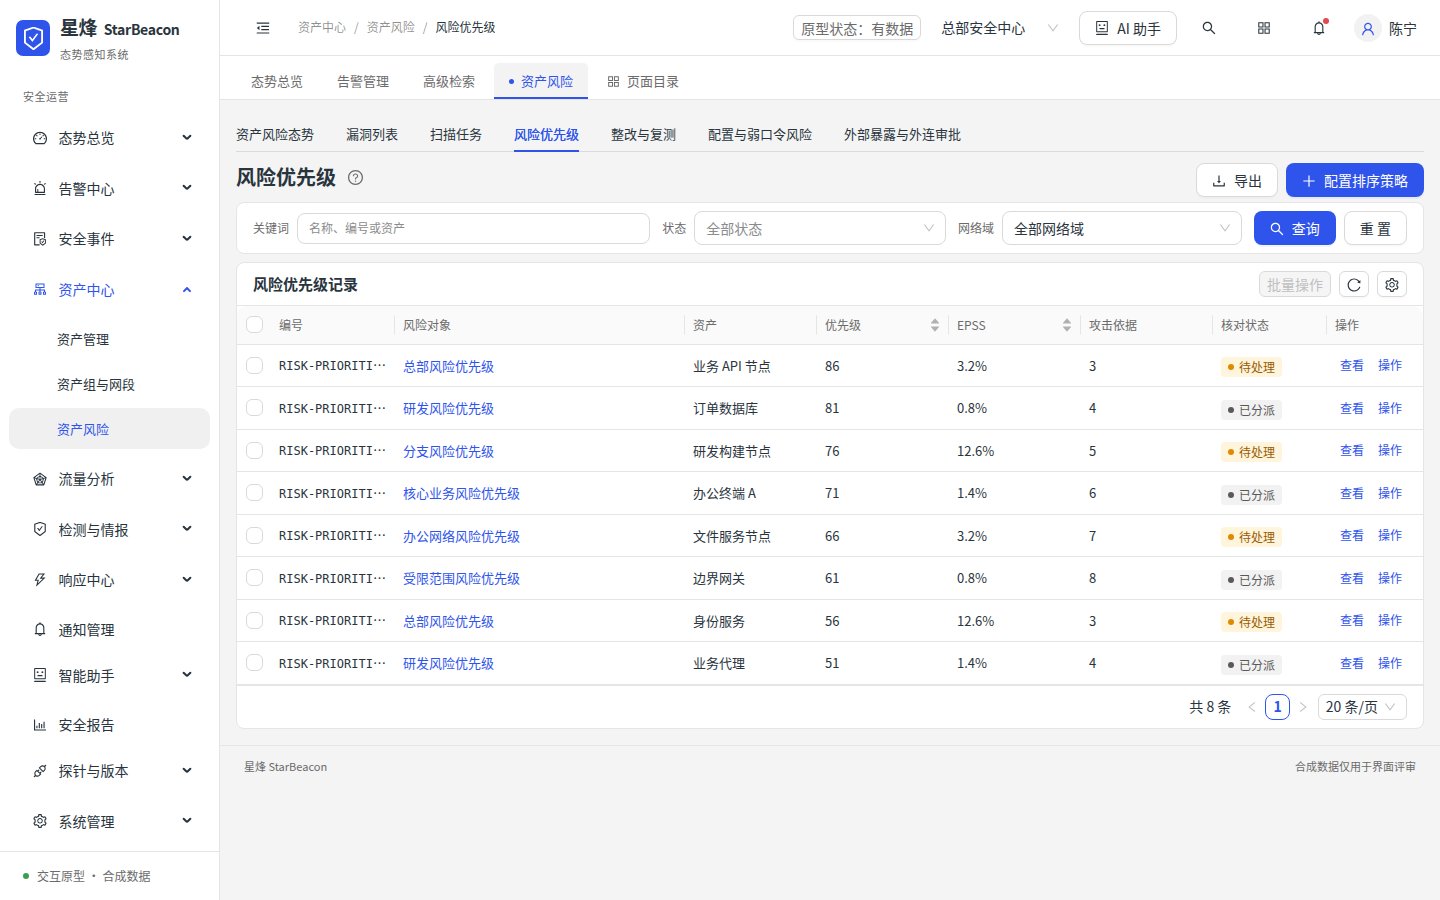 星烽 StarBeacon
态势感知系统
安全运营
态势总览
告警中心
安全事件
资产中心
资产管理
资产组与网段
资产风险
流量分析
检测与情报
响应中心
通知管理
智能助手
安全报告
探针与版本
系统管理
交互原型 · 合成数据
资产中心 / 资产风险 / 风险优先级
原型状态：有数据
总部安全中心
AI 助手
陈宁
态势总览 告警管理 高级检索 资产风险 页面目录
资产风险态势 漏洞列表 扫描任务 风险优先级 整改与复测 配置与弱口令风险 外部暴露与外连审批
风险优先级
导出 配置排序策略
关键词 名称、编号或资产 状态 全部状态 网络域 全部网络域 查询 重 置
风险优先级记录
批量操作
编号 风险对象 资产 优先级 EPSS 攻击依据 核对状态 操作
RISK-PRIORITI… 总部风险优先级 业务 API 节点 86 3.2% 3 待处理 查看 操作
RISK-PRIORITI… 研发风险优先级 订单数据库 81 0.8% 4 已分派 查看 操作
RISK-PRIORITI… 分支风险优先级 研发构建节点 76 12.6% 5 待处理 查看 操作
RISK-PRIORITI… 核心业务风险优先级 办公终端 A 71 1.4% 6 已分派 查看 操作
RISK-PRIORITI… 办公网络风险优先级 文件服务节点 66 3.2% 7 待处理 查看 操作
RISK-PRIORITI… 受限范围风险优先级 边界网关 61 0.8% 8 已分派 查看 操作
RISK-PRIORITI… 总部风险优先级 身份服务 56 12.6% 3 待处理 查看 操作
RISK-PRIORITI… 研发风险优先级 业务代理 51 1.4% 4 已分派 查看 操作
共 8 条 1 20 条/页
星烽 StarBeacon
合成数据仅用于界面评审